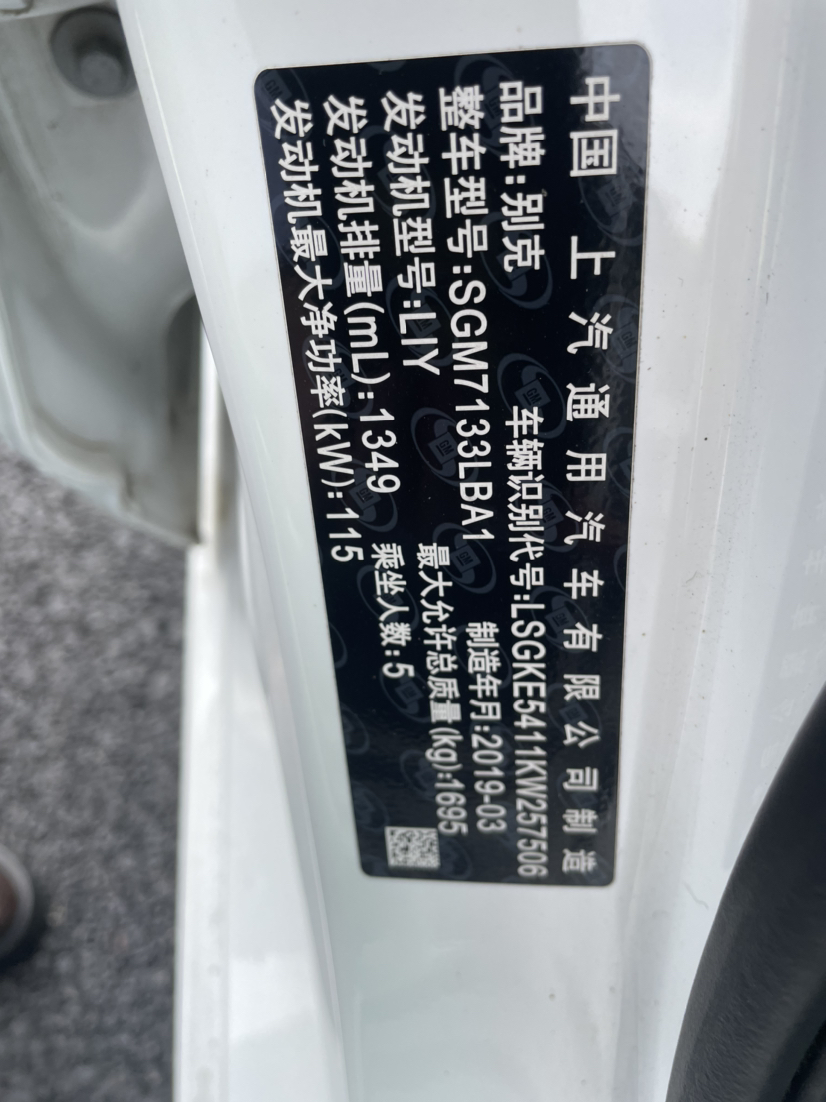 中国 上汽通用汽车有限公司制造
品牌:别克 车辆识别代号:LSGKE5411KW257506
整车型号:SGM7133LBA1 制造年月:2019-03
发动机型号:LIY 最大允许总质量(kg):1695
发动机排量(mL):1349 乘坐人数:5
发动机最大净功率(kW):115